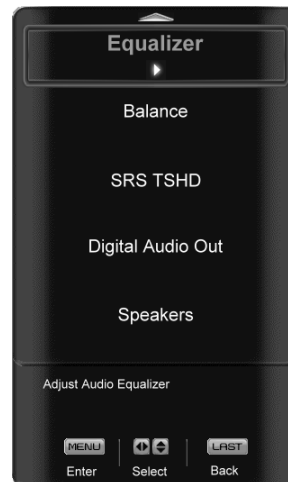 Equalizer
Balance
SRS TSHD
Digital Audio Out
Speakers
Adjust Audio Equalizer
MENU LAST
Enter Select Back